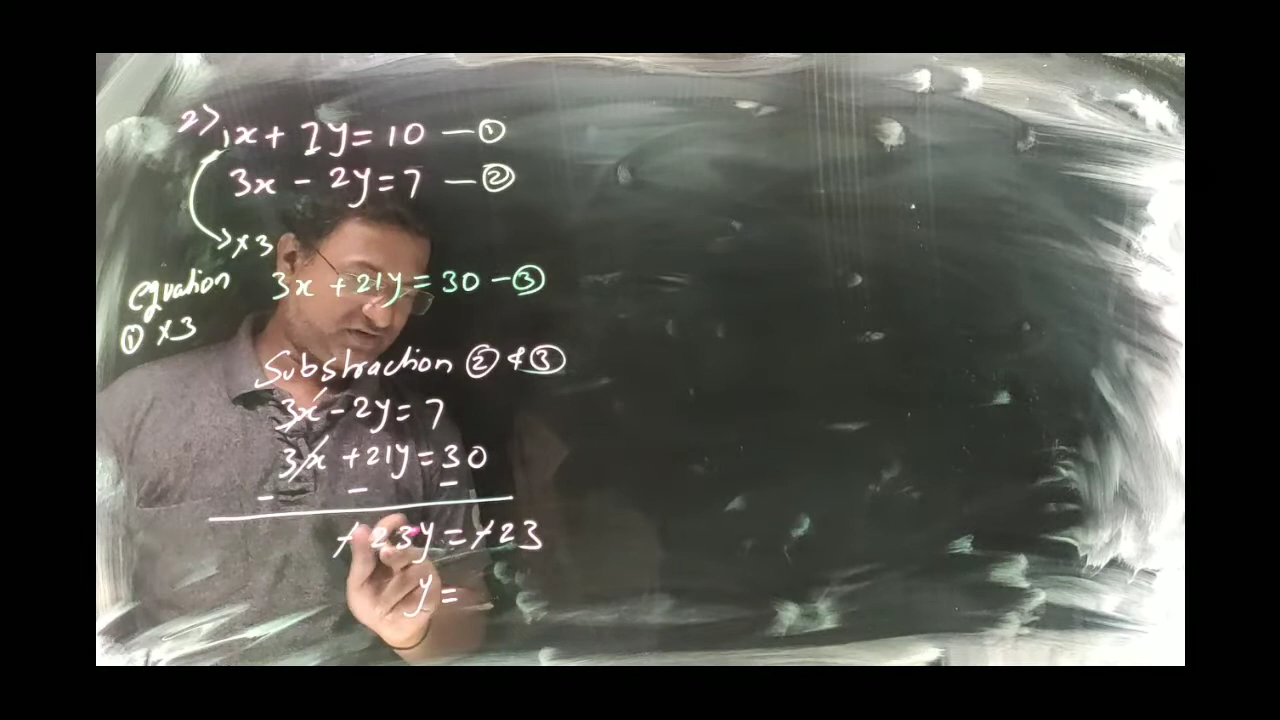 2> 1x + 7y = 10 — ①
3x - 2y = 7 — ②
×3
equation 3x + 21y = 30 - ③
① ×3
Substraction ② & ③
3x - 2y = 7
3x + 21y = 30
- - -
-23y = -23
y =